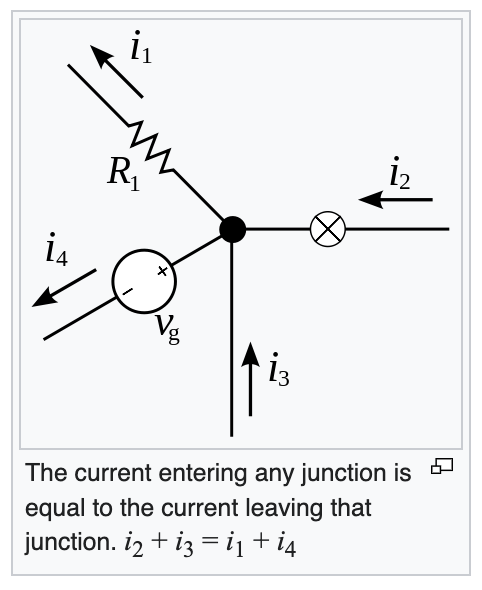 i₁
R₁
i₂
i₄
+
−
vg
i₃
The current entering any junction is
equal to the current leaving that
junction. i₂ + i₃ = i₁ + i₄